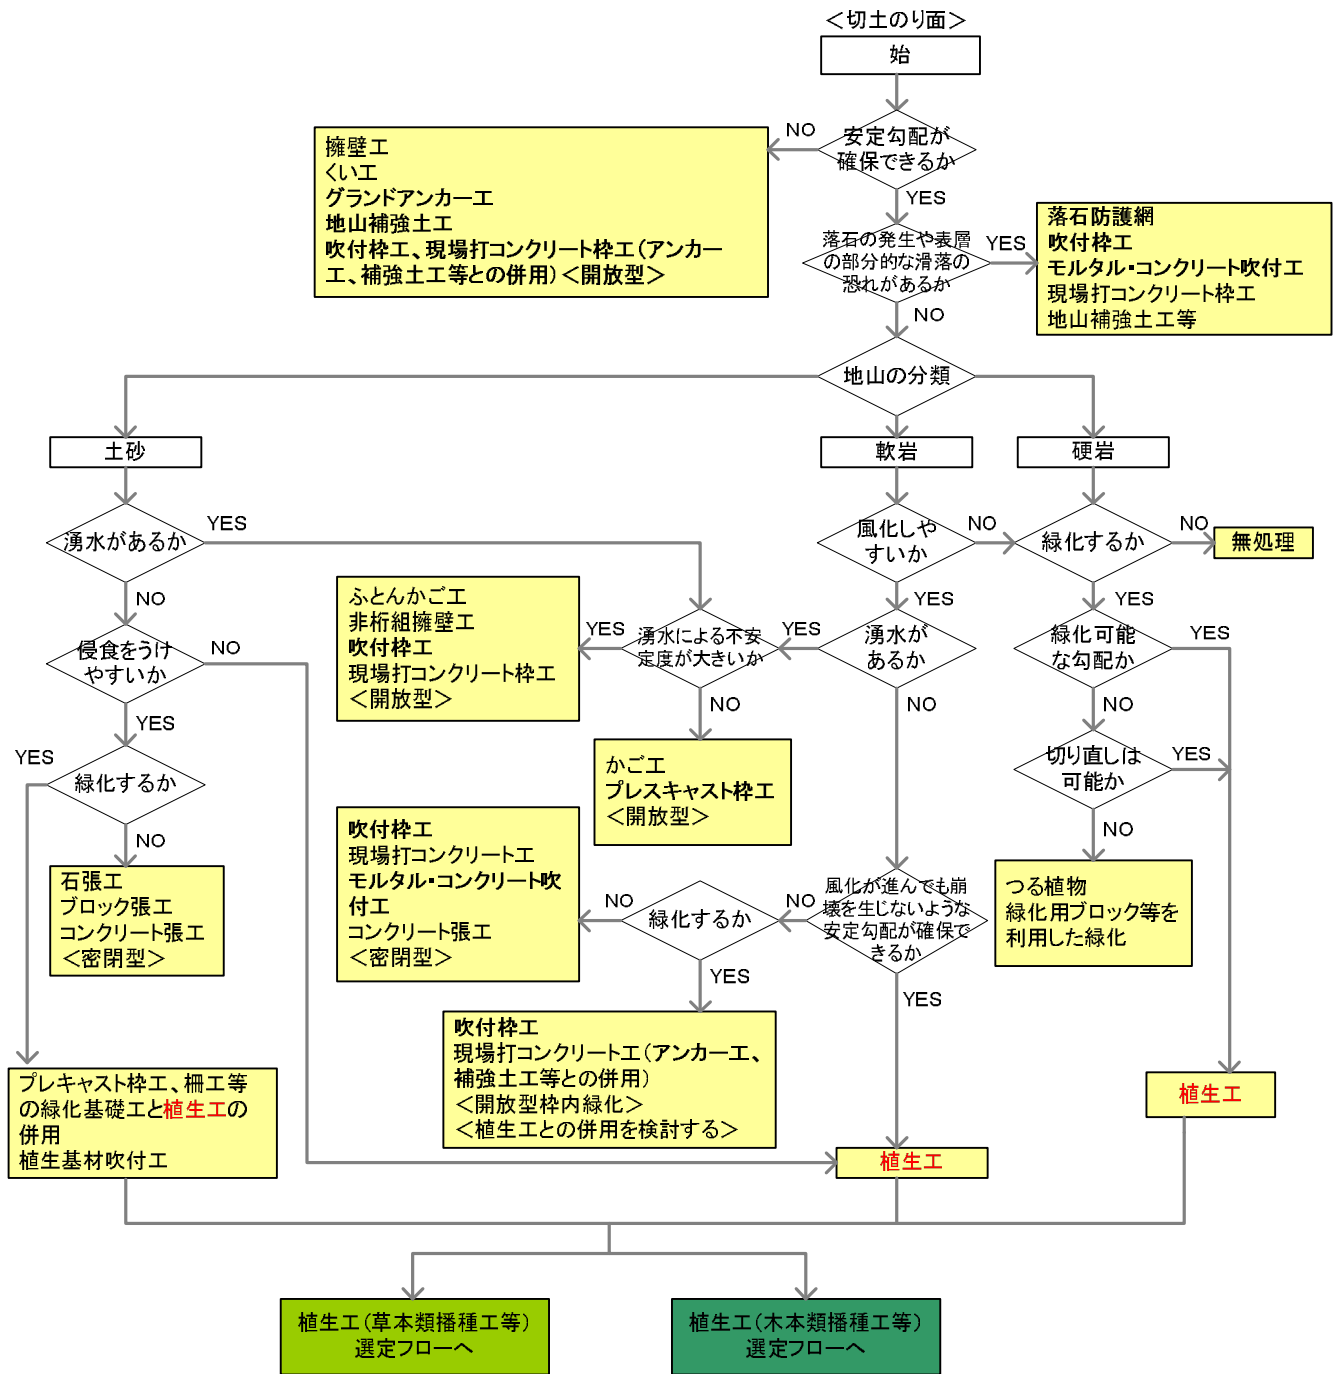 ＜切土のり面＞
始
安定勾配が
確保できるか
NO
YES
擁壁工
くい工
グランドアンカー工
地山補強土工
吹付枠工、現場打コンクリート枠工（アンカー
工、補強土工等との併用）＜開放型＞
落石の発生や表層
の部分的な滑落の
恐れがあるか
YES
NO
落石防護網
吹付枠工
モルタル・コンクリート吹付工
現場打コンクリート枠工
地山補強土工等
地山の分類
土砂
軟岩
硬岩
湧水があるか
YES
NO
風化しや
すいか
NO
YES
緑化するか
NO
YES
無処理
ふとんかご工
非桁組擁壁工
吹付枠工
現場打コンクリート枠工
＜開放型＞
YES
湧水による不安
定度が大きいか
YES
NO
湧水が
あるか
NO
緑化可能
な勾配か
YES
NO
侵食をうけ
やすいか
NO
YES
切り直しは
可能か
YES
NO
かご工
プレスキャスト枠工
＜開放型＞
YES
緑化するか
NO
石張工
ブロック張工
コンクリート張工
＜密閉型＞
吹付枠工
現場打コンクリート工
モルタル・コンクリート吹
付工
コンクリート張工
＜密閉型＞
NO
緑化するか
NO
YES
風化が進んでも崩
壊を生じないような
安定勾配が確保で
きるか
YES
つる植物
緑化用ブロック等を
利用した緑化
吹付枠工
現場打コンクリート工（アンカー工、
補強土工等との併用）
＜開放型枠内緑化＞
＜植生工との併用を検討する＞
プレキャスト枠工、柵工等
の緑化基礎工と植生工の
併用
植生基材吹付工
植生工
植生工
植生工（草本類播種工等）
選定フローへ
植生工（木本類播種工等）
選定フローへ